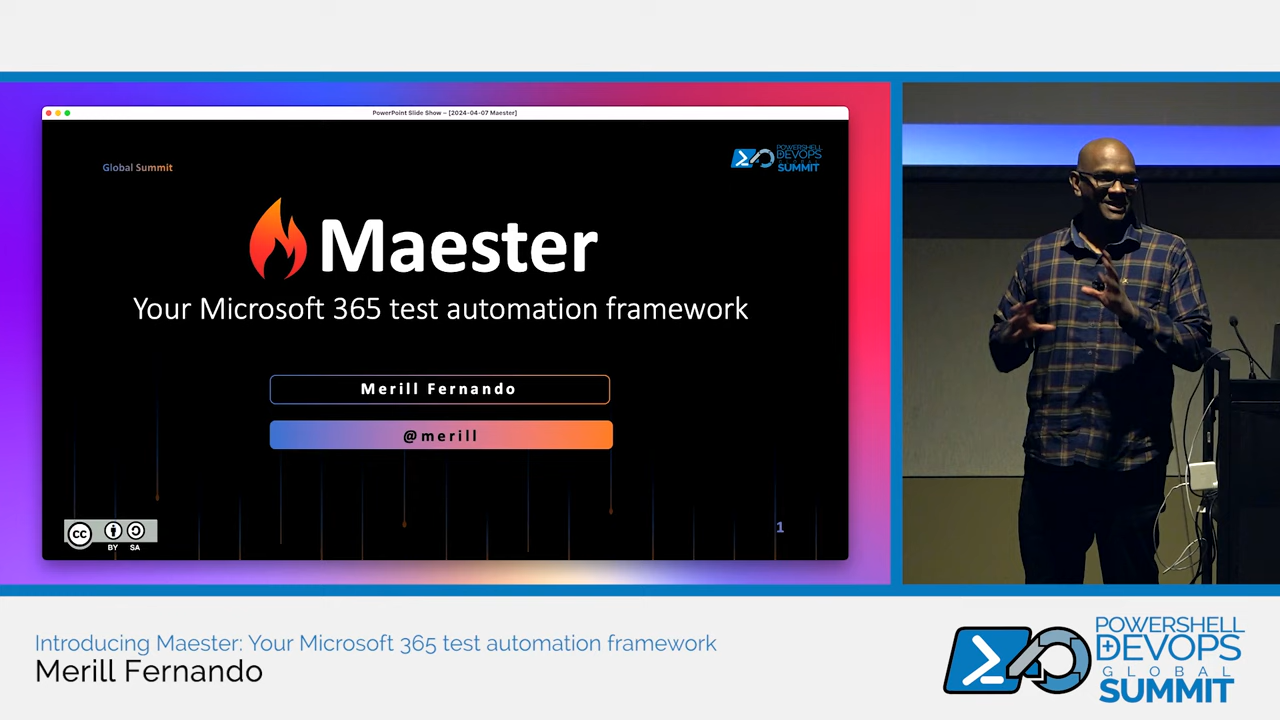 PowerPoint Slide Show – [2024-04-07 Maester]
Global Summit
POWERSHELL
DEVOPS
GLOBAL
SUMMIT
Maester
Your Microsoft 365 test automation framework
Merill Fernando
@merill
CC
BY SA
1
Introducing Maester: Your Microsoft 365 test automation framework
Merill Fernando
POWERSHELL
DEVOPS
GLOBAL
SUMMIT